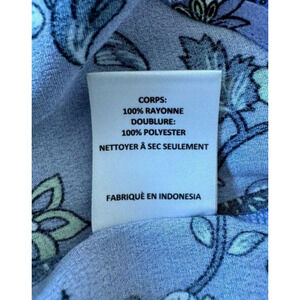 CORPS:
100% RAYONNE
DOUBLURE:
100% POLYESTER
NETTOYER À SEC SEULEMENT
FABRIQUÈ EN INDONESIA